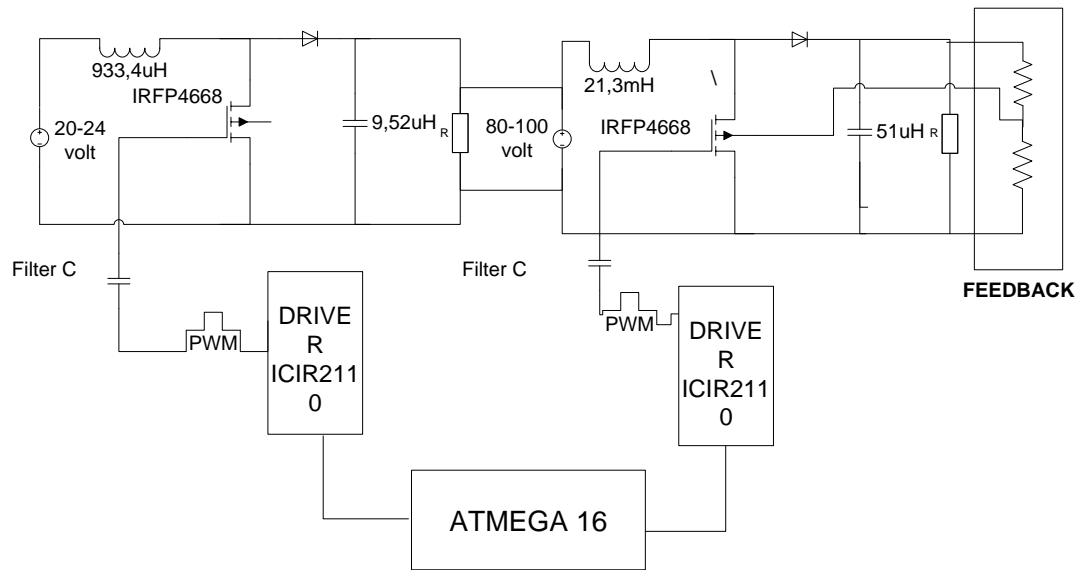 933,4uH
IRFP4668
20-24
volt
9,52uH
R
21,3mH
\
IRFP4668
80-100
volt
51uH
R
Filter C
PWM
DRIVE
R
ICIR211
0
Filter C
PWM
DRIVE
R
ICIR211
0
FEEDBACK
ATMEGA 16